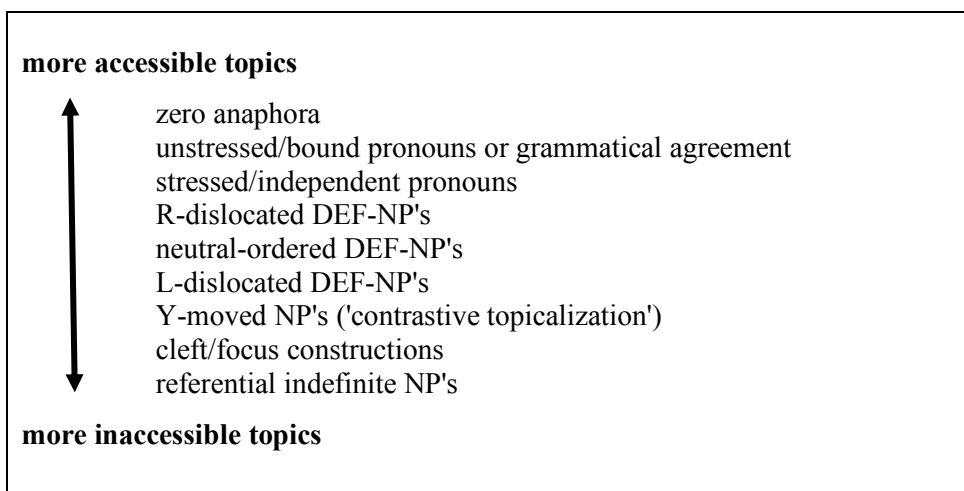 more accessible topics
zero anaphora
unstressed/bound pronouns or grammatical agreement
stressed/independent pronouns
R-dislocated DEF-NP's
neutral-ordered DEF-NP's
L-dislocated DEF-NP's
Y-moved NP's ('contrastive topicalization')
cleft/focus constructions
referential indefinite NP's
more inaccessible topics